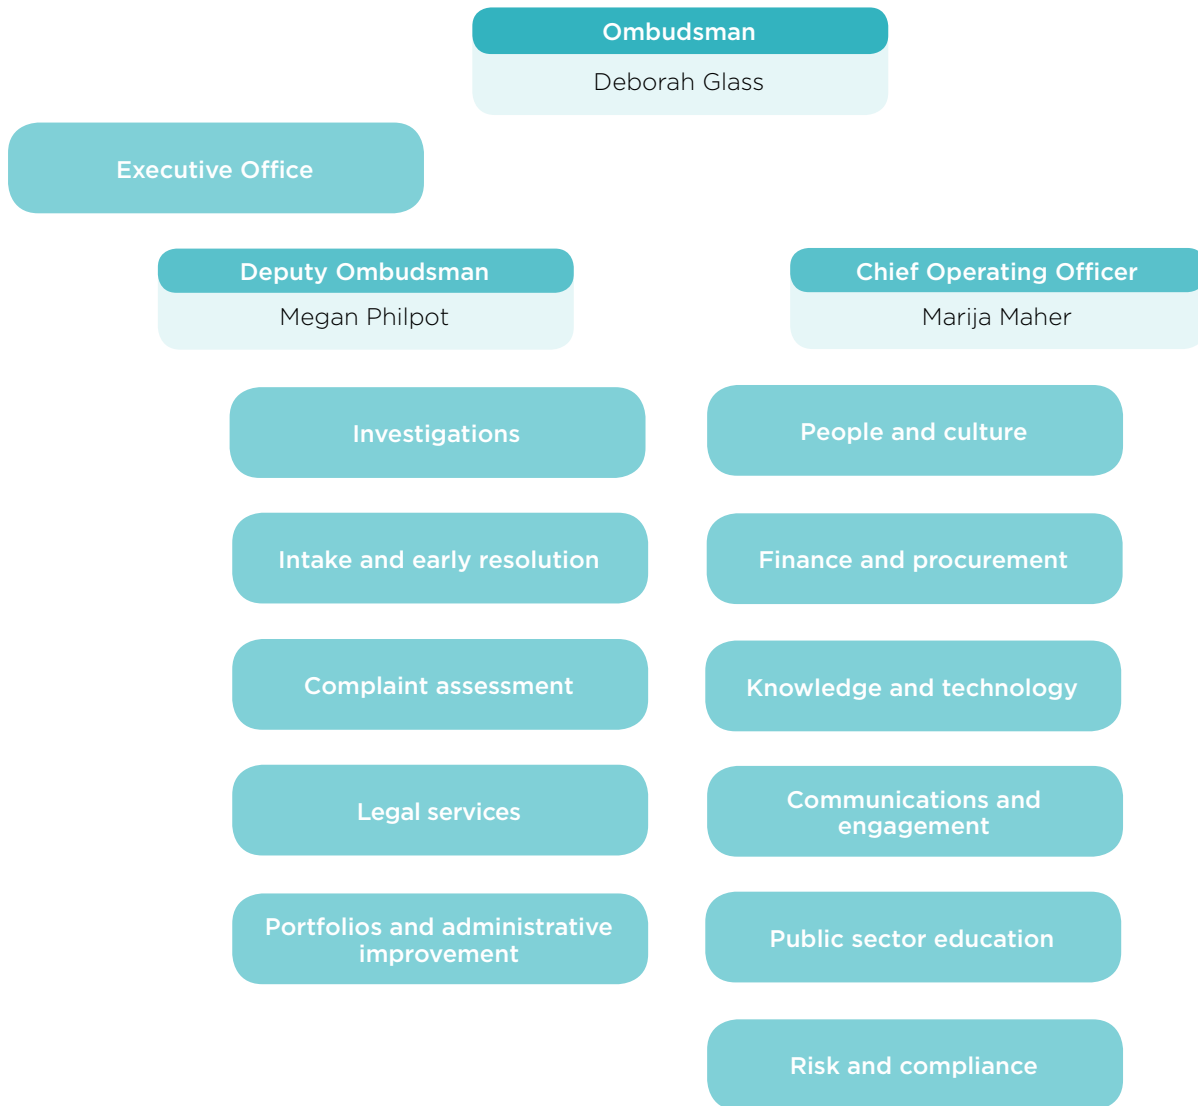 Ombudsman
Deborah Glass
Executive Office
Deputy Ombudsman
Megan Philpot
Chief Operating Officer
Marija Maher
Investigations
Intake and early resolution
Complaint assessment
Legal services
Portfolios and administrative
improvement
People and culture
Finance and procurement
Knowledge and technology
Communications and
engagement
Public sector education
Risk and compliance